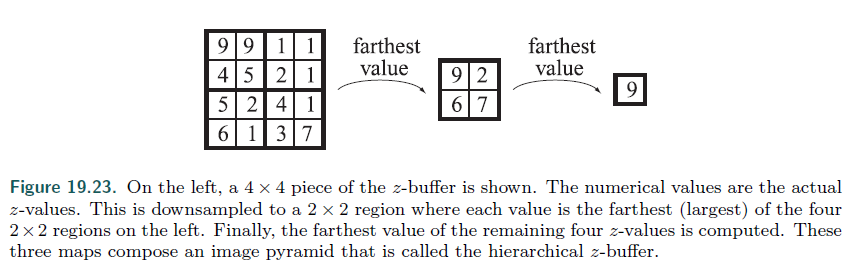 9 9 1 1
4 5 2 1
5 2 4 1
6 1 3 7
farthest
value
9 2
6 7
farthest
value
9
Figure 19.23. On the left, a 4 × 4 piece of the z-buffer is shown. The numerical values are the actual
z-values. This is downsampled to a 2 × 2 region where each value is the farthest (largest) of the four
2 × 2 regions on the left. Finally, the farthest value of the remaining four z-values is computed. These
three maps compose an image pyramid that is called the hierarchical z-buffer.